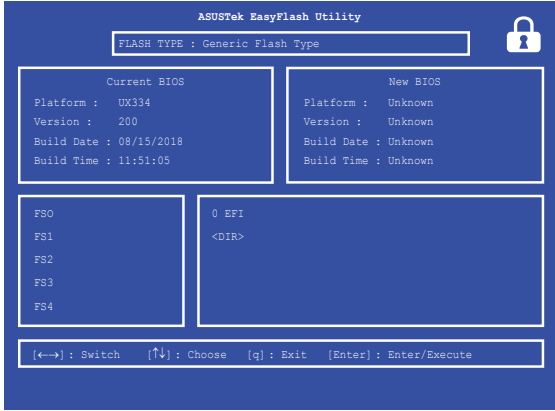 ASUSTek EasyFlash Utility
FLASH TYPE : Generic Flash Type
Current BIOS
Platform : UX334
Version : 200
Build Date : 08/15/2018
Build Time : 11:51:05
New BIOS
Platform : Unknown
Version : Unknown
Build Date : Unknown
Build Time : Unknown
FSO
FS1
FS2
FS3
FS4
0 EFI
<DIR>
[←→] : Switch [↑↓] : Choose [q] : Exit [Enter] : Enter/Execute